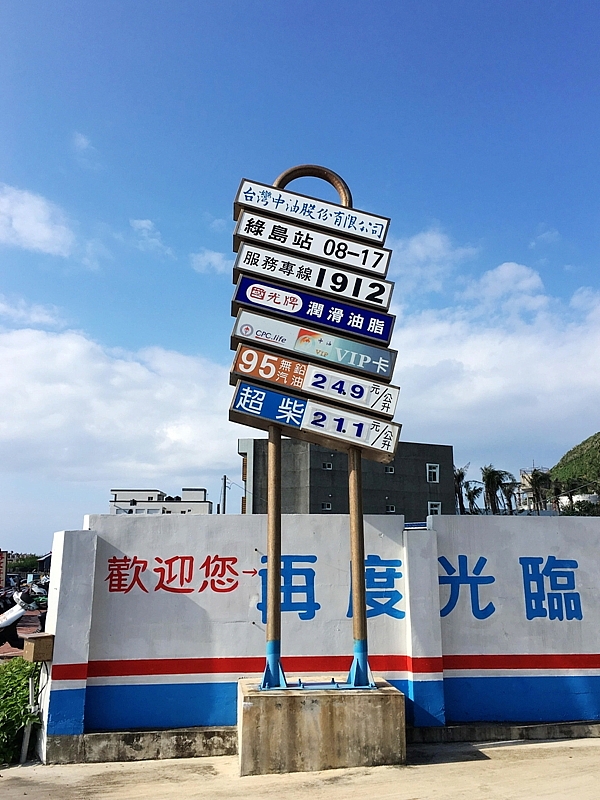 台灣中油股份有限公司
綠島站 08-17
服務專線 1912
國光牌 潤滑油脂
CPC.life 中油 VIP VIP卡
95 無鉛汽油 24.9 元/公升
超柴 21.1 元/公升
歡迎您→再度光臨